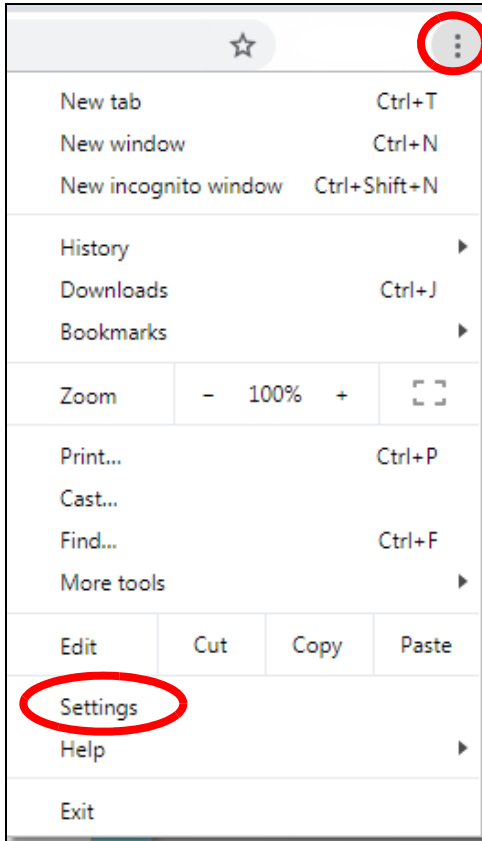 New tab Ctrl+T
New window Ctrl+N
New incognito window Ctrl+Shift+N
History
Downloads Ctrl+J
Bookmarks
Zoom - 100% +
Print... Ctrl+P
Cast...
Find... Ctrl+F
More tools
Edit Cut Copy Paste
Settings
Help
Exit